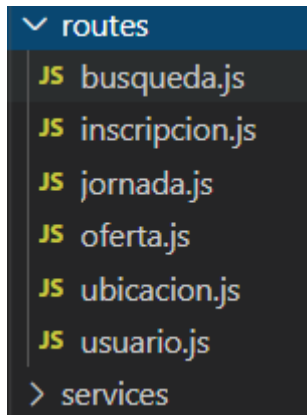 routes
JS busqueda.js
JS inscripcion.js
JS jornada.js
JS oferta.js
JS ubicacion.js
JS usuario.js
services